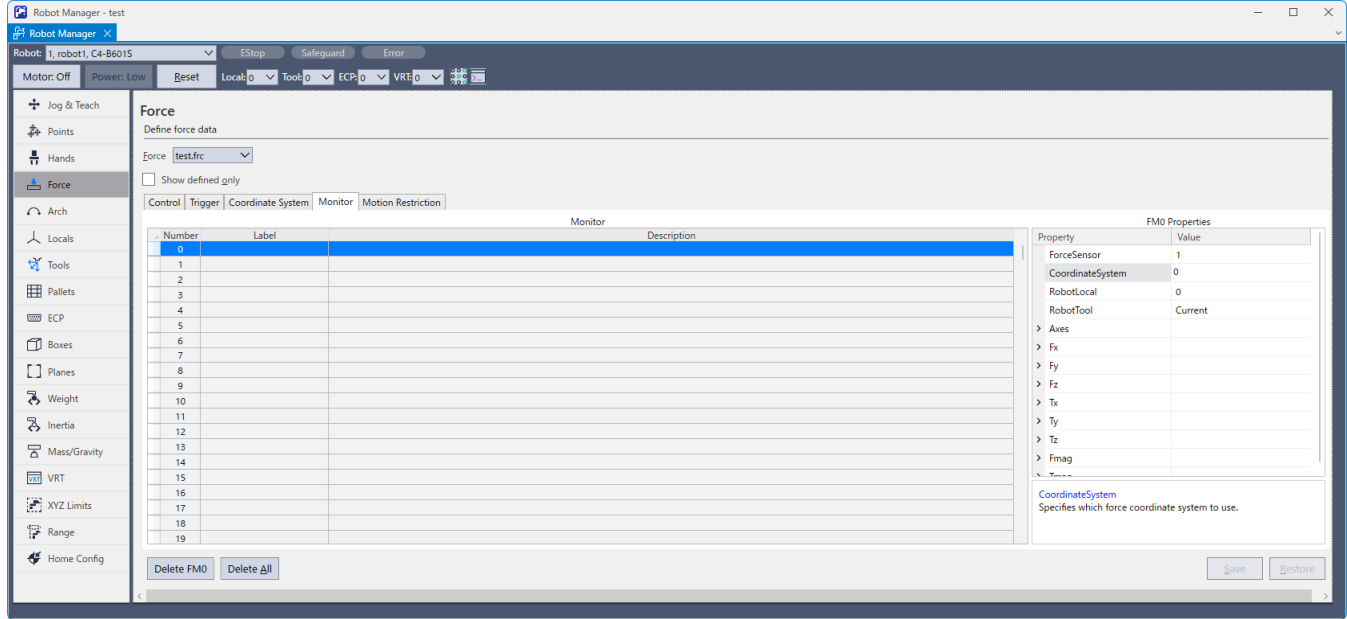 Robot Manager - test
Robot Manager
Robot: 1, robot1, C4-B601S EStop Safeguard Error
Motor: Off Power: Low Reset Local: 0 Tool: 0 ECP: 0 VRT: 0
Jog & Teach
Points
Hands
Force
Arch
Locals
Tools
Pallets
ECP
Boxes
Planes
Weight
Inertia
Mass/Gravity
VRT VRT
XYZ Limits
Range
Home Config
Force
Define force data
Force test.frc
Show defined only
Control Trigger Coordinate System Monitor Motion Restriction
Monitor
Number Label Description
0
1
2
3
4
5
6
7
8
9
10
11
12
13
14
15
16
17
18
19
FM0 Properties
Property Value
ForceSensor 1
CoordinateSystem 0
RobotLocal 0
RobotTool Current
Axes
Fx
Fy
Fz
Tx
Ty
Tz
Fmag
CoordinateSystem
Specifies which force coordinate system to use.
Delete FM0 Delete All Save Restore